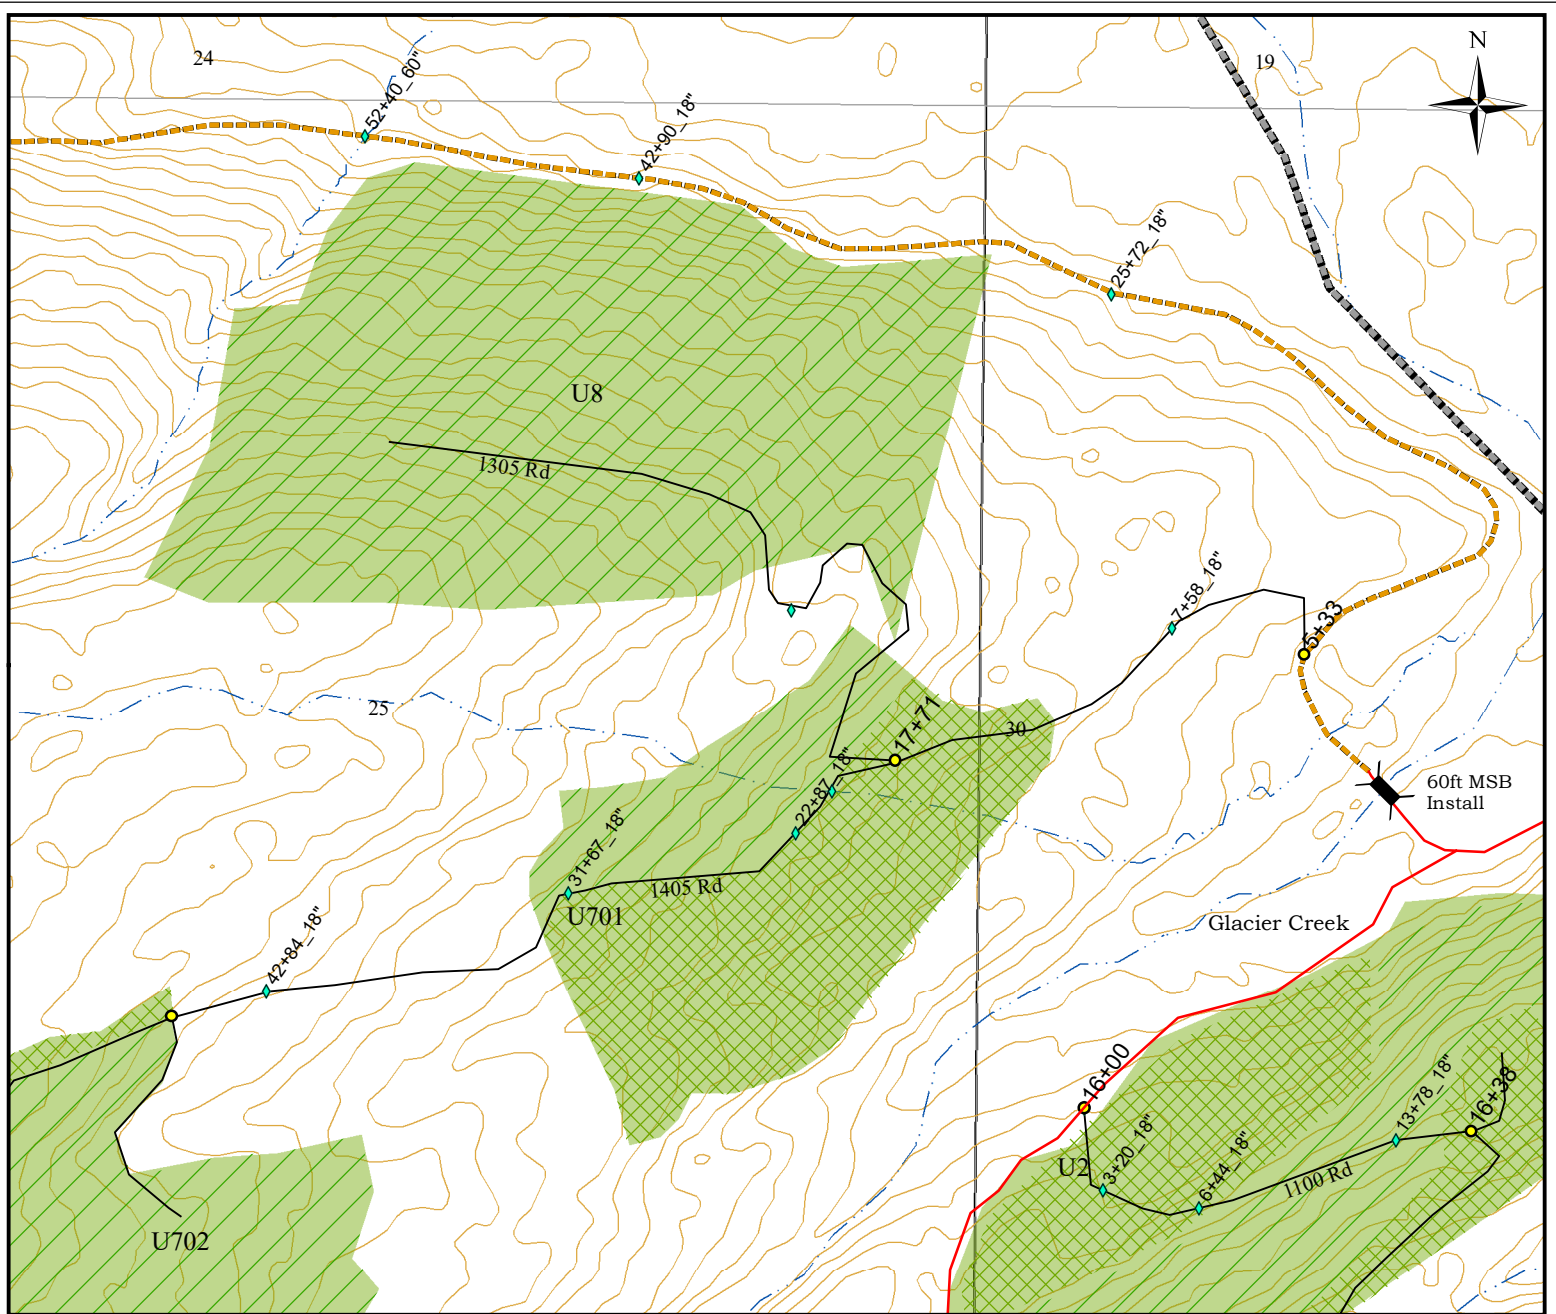 24
52+40_60"
42+90_18"
19
N
25+72_18"
U8
1305 Rd
7+58_18"
5+33
25
17+71
30
60ft MSB
Install
22+87_18"
31+67_18"
1405 Rd
U701
42+84_18"
Glacier Creek
16+00
13+78_18"
16+38
U2
3+20_18"
6+44_18"
1100 Rd
U702